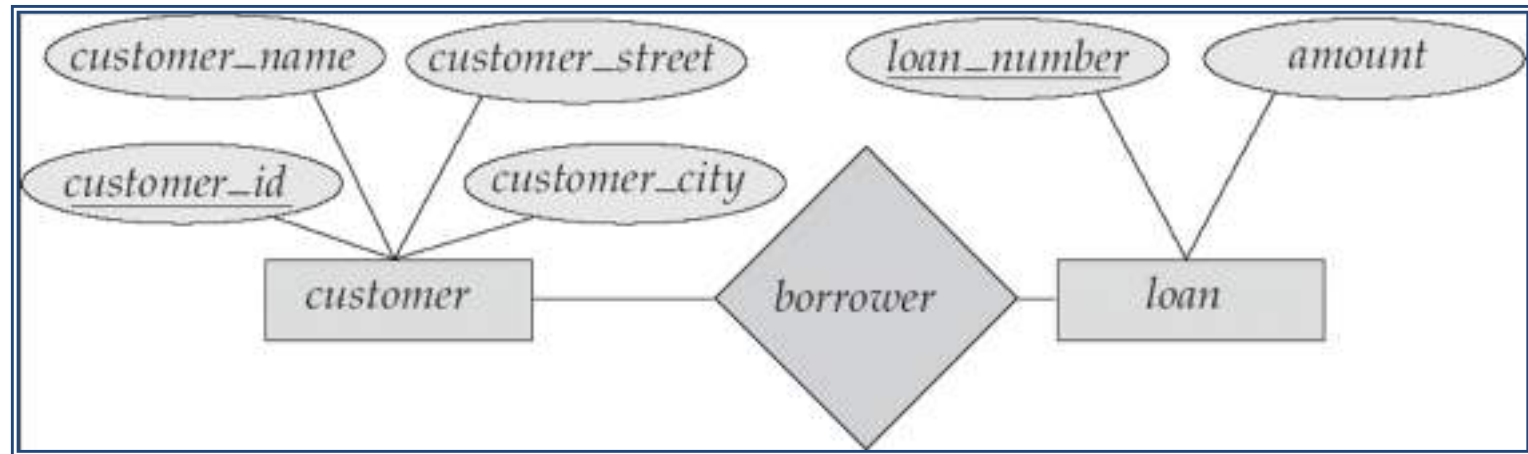 customer_name
customer_street
loan_number
amount
customer_id
customer_city
customer
borrower
loan